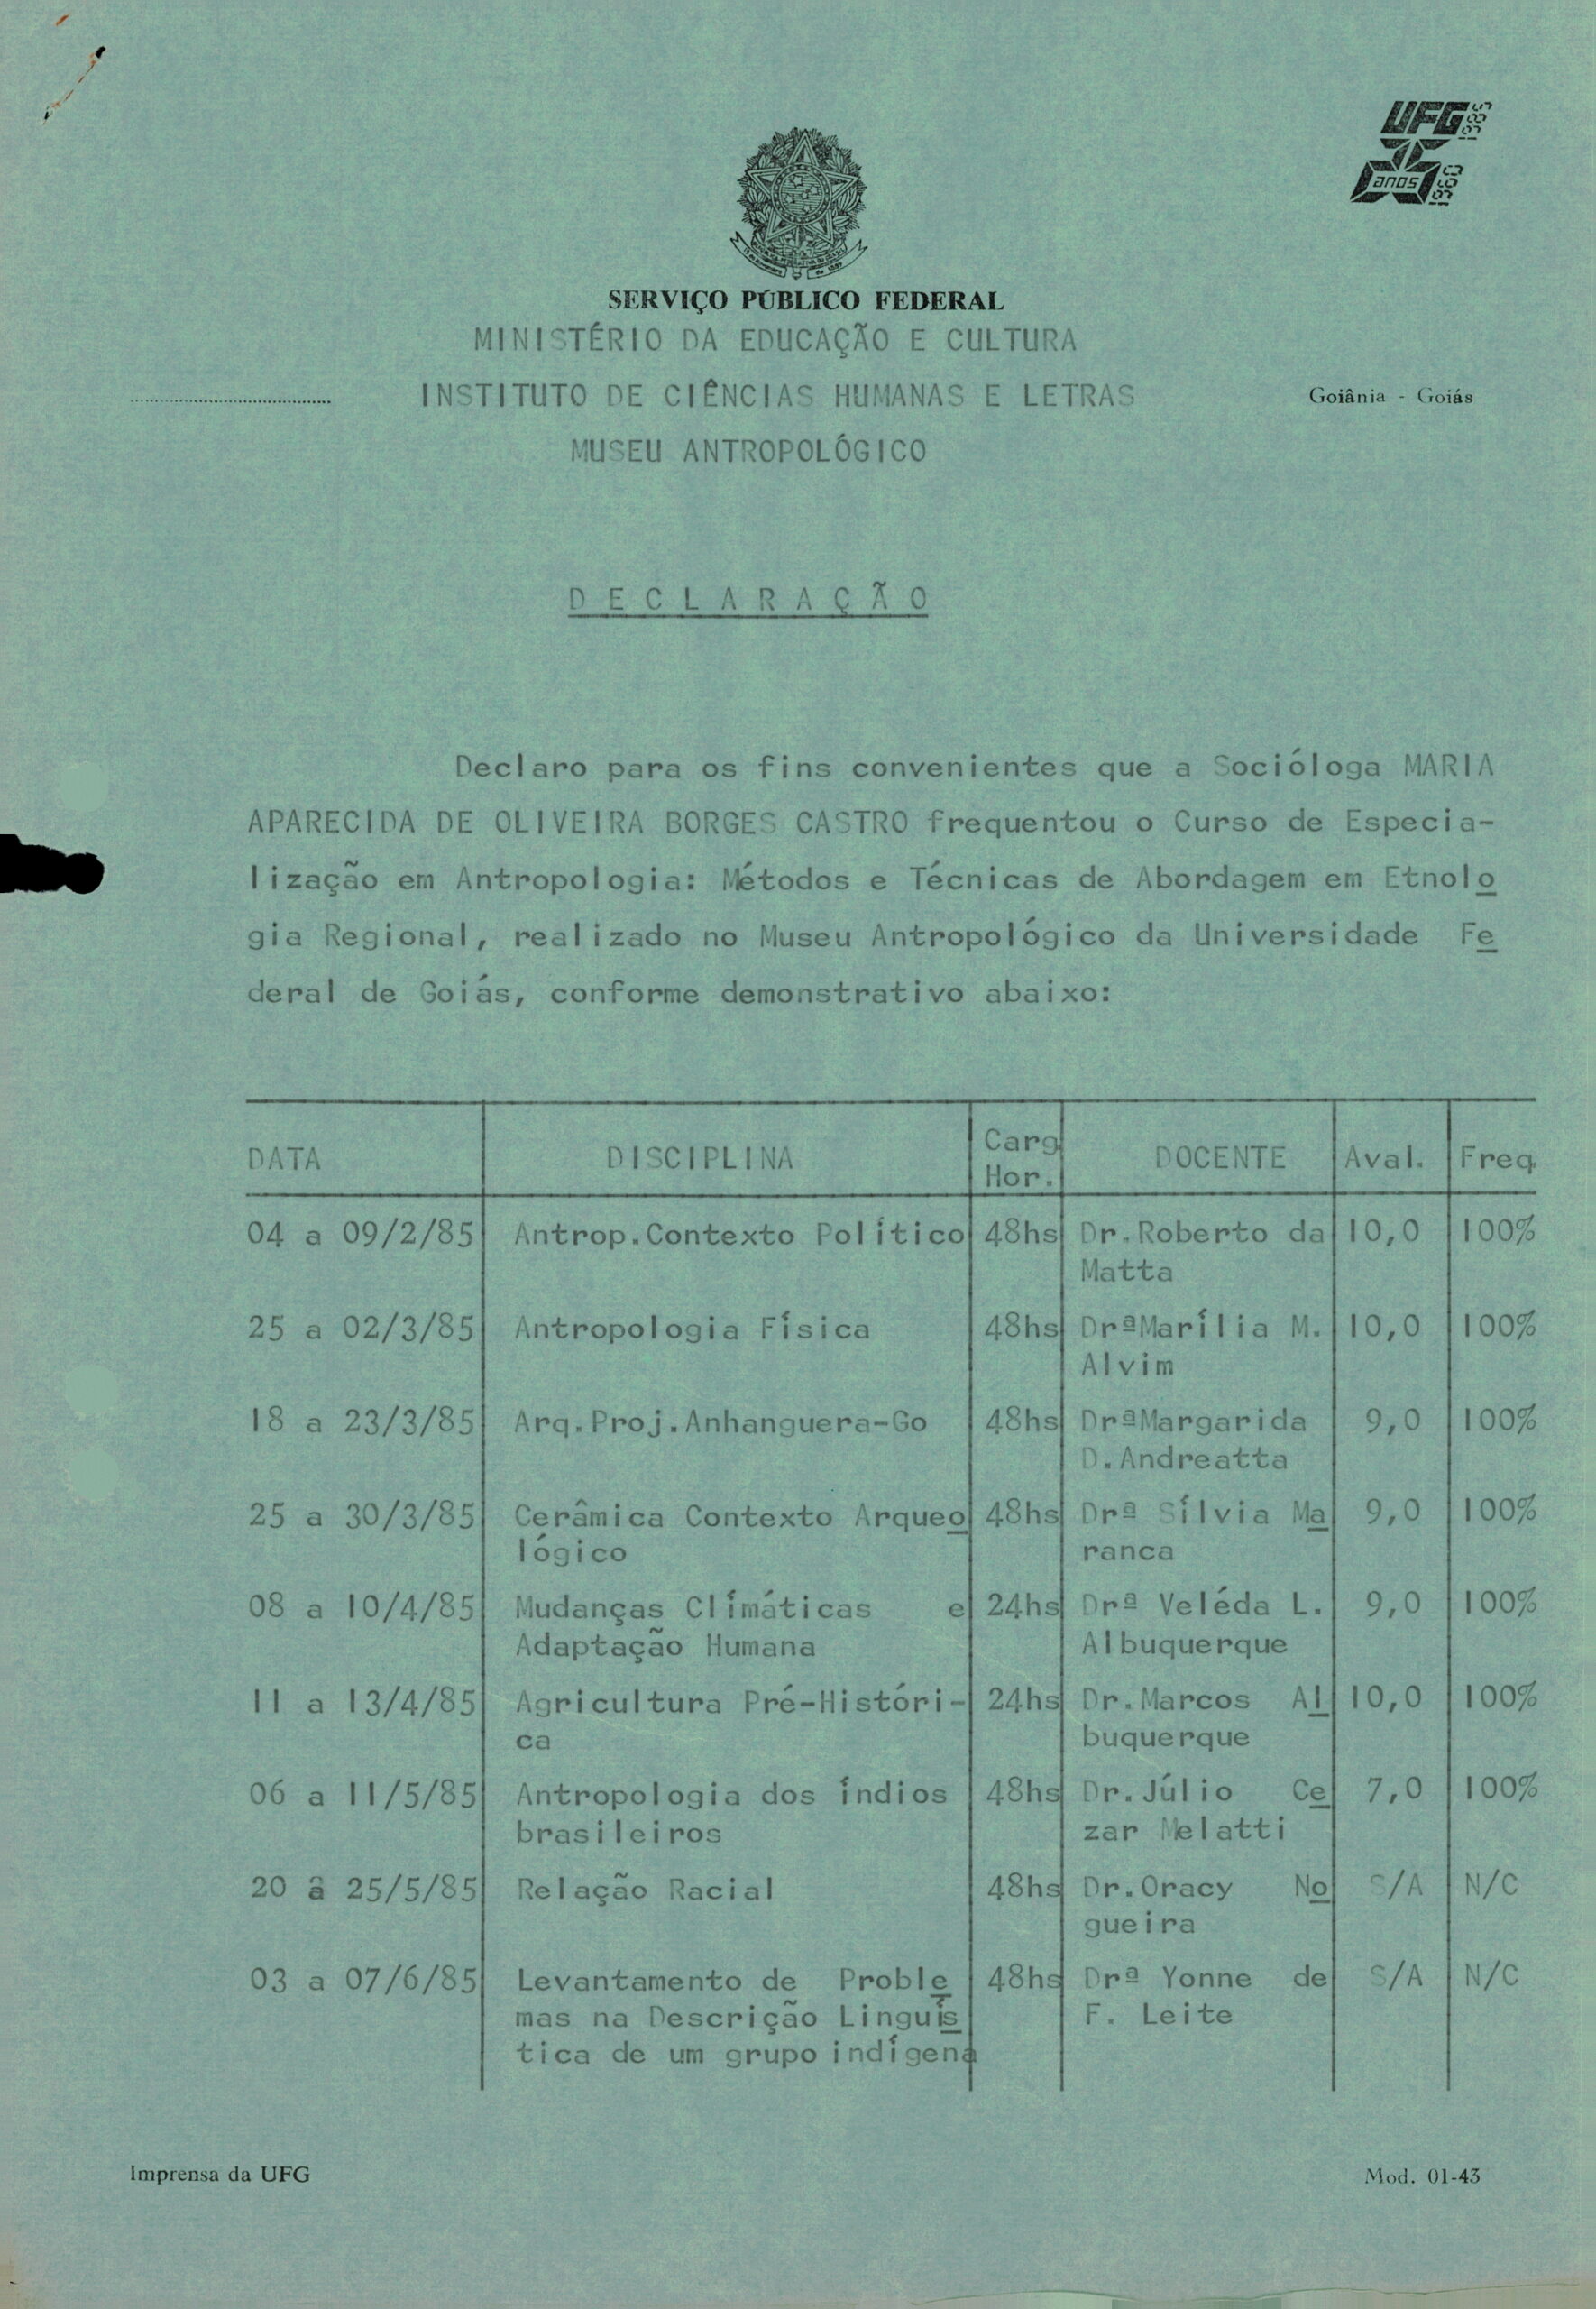 UFG 1985
anos 1960
SERVIÇO PÚBLICO FEDERAL
MINISTÉRIO DA EDUCAÇÃO E CULTURA
INSTITUTO DE CIÊNCIAS HUMANAS E LETRAS
Goiânia - Goiás
MUSEU ANTROPOLÓGICO
DECLARAÇÃO
Declaro para os fins convenientes que a Socióloga MARIA
APARECIDA DE OLIVEIRA BORGES CASTRO frequentou o Curso de Especia-
lização em Antropologia: Métodos e Técnicas de Abordagem em Etnolo
gia Regional, realizado no Museu Antropológico da Universidade Fe
deral de Goiás, conforme demonstrativo abaixo:
DATA DISCIPLINA Carg Hor. DOCENTE Aval. Freq.
04 a 09/2/85 Antrop.Contexto Político 48hs Dr.Roberto da 10,0 100%
Matta
25 a 02/3/85 Antropologia Física 48hs DrªMarília M. 10,0 100%
Alvim
18 a 23/3/85 Arq.Proj.Anhanguera-Go 48hs DrªMargarida 9,0 100%
D.Andreatta
25 a 30/3/85 Cerâmica Contexto Arqueo 48hs Drª Sílvia Ma 9,0 100%
lógico ranca
08 a 10/4/85 Mudanças Clímáticas e 24hs Drª Veléda L. 9,0 100%
Adaptação Humana Albuquerque
11 a 13/4/85 Agricultura Pré-Históri- 24hs Dr.Marcos Al 10,0 100%
ca buquerque
06 a 11/5/85 Antropologia dos índios 48hs Dr.Júlio Ce 7,0 100%
brasileiros zar Melatti
20 â 25/5/85 Relação Racial 48hs Dr.Oracy No S/A N/C
gueira
03 a 07/6/85 Levantamento de Proble 48hs Drª Yonne de S/A N/C
mas na Descrição Linguís F. Leite
tica de um grupo indígena
Imprensa da UFG
Mod. 01-43